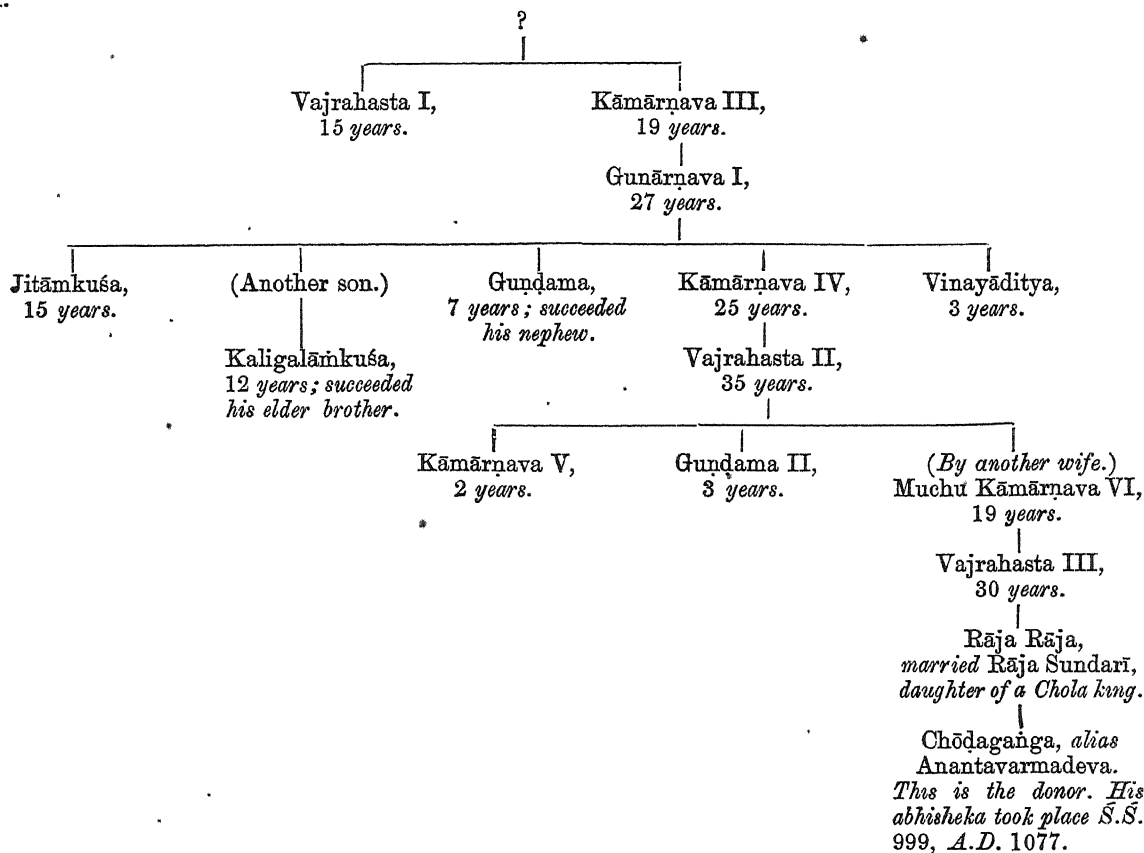 ?
Vajrahasta I,
15 years.
Kāmārṇava III,
19 years.
Gunārṇava I,
27 years.
Jitāmkuśa,
15 years.
(Another son.)
Kaligalāṁkuśa,
12 years; succeeded
his elder brother.
Guṇḍama,
7 years; succeeded
his nephew.
Kāmārṇava IV,
25 years.
Vinayāditya,
3 years.
Vajrahasta II,
35 years.
Kāmārṇava V,
2 years.
Guṇḍama II,
3 years.
(By another wife.)
Muchu Kāmārṇava VI,
19 years.
Vajrahasta III,
30 years.
Rāja Rāja,
married Rāja Sundarī,
daughter of a Chola king.
Chōḍagaṅga, alias
Anantavarmadeva.
This is the donor. His
abhisheka took place Ś.Ś.
999, A.D. 1077.